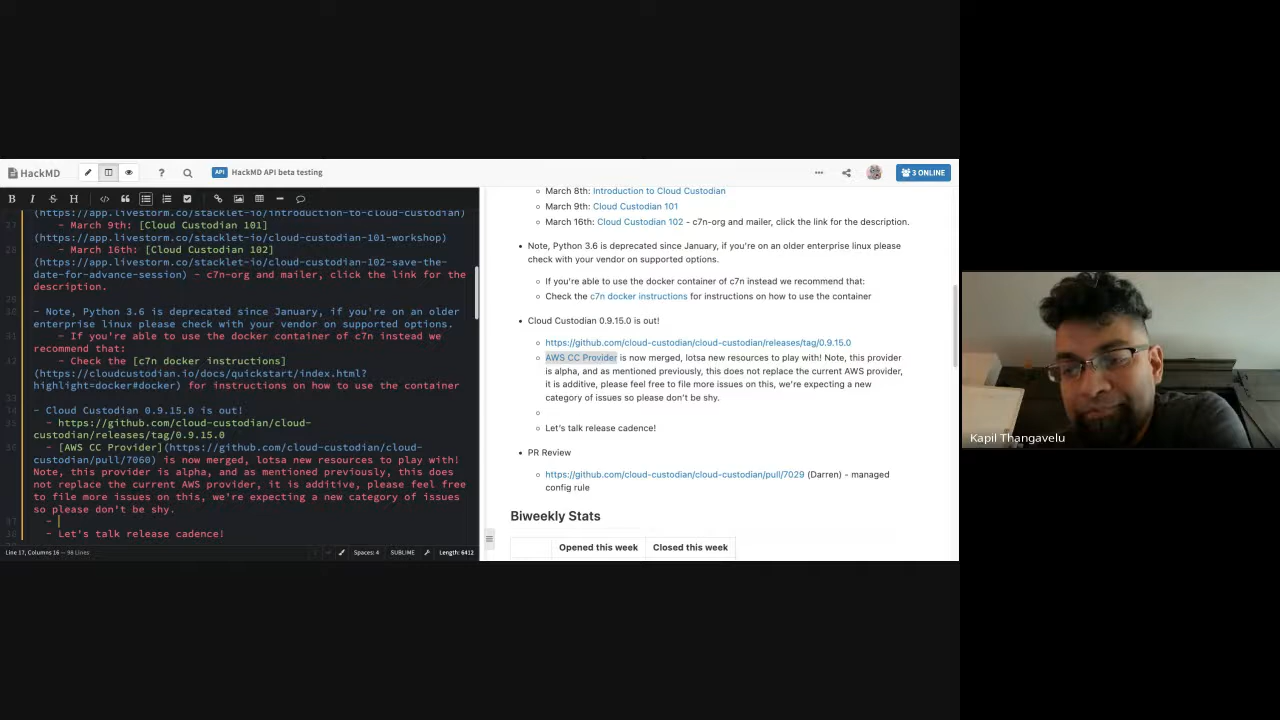 HackMD
API
HackMD API beta testing
3 ONLINE
B I S H
(https://app.livestorm.co/stacklet-io/introduction-to-cloud-custodian)
27 - March 9th: [Cloud Custodian 101]
(https://app.livestorm.co/stacklet-io/cloud-custodian-101-workshop)
28 - March 16th: [Cloud Custodian 102]
(https://app.livestorm.co/stacklet-io/cloud-custodian-102-save-the-
date-for-advance-session) - c7n-org and mailer, click the link for the
description.
29
30 - Note, Python 3.6 is deprecated since January, if you're on an older
enterprise linux please check with your vendor on supported options.
31 - If you're able to use the docker container of c7n instead we
recommend that:
32 - Check the [c7n docker instructions]
(https://cloudcustodian.io/docs/quickstart/index.html?
highlight=docker#docker) for instructions on how to use the container
33
34 - Cloud Custodian 0.9.15.0 is out!
35 - https://github.com/cloud-custodian/cloud-
custodian/releases/tag/0.9.15.0
36 - [AWS CC Provider](https://github.com/cloud-custodian/cloud-
custodian/pull/7060) is now merged, lotsa new resources to play with!
Note, this provider is alpha, and as mentioned previously, this does
not replace the current AWS provider, it is additive, please feel free
to file more issues on this, we're expecting a new category of issues
so please don't be shy.
37 -
38 - Let's talk release cadence!
Line 17, Columns 16 — 98 Lines
Spaces: 4
SUBLIME
Length: 6412
March 8th: Introduction to Cloud Custodian
March 9th: Cloud Custodian 101
March 16th: Cloud Custodian 102 - c7n-org and mailer, click the link for the description.
Note, Python 3.6 is deprecated since January, if you're on an older enterprise linux please
check with your vendor on supported options.
If you're able to use the docker container of c7n instead we recommend that:
Check the c7n docker instructions for instructions on how to use the container
Cloud Custodian 0.9.15.0 is out!
https://github.com/cloud-custodian/cloud-custodian/releases/tag/0.9.15.0
AWS CC Provider is now merged, lotsa new resources to play with! Note, this provider
is alpha, and as mentioned previously, this does not replace the current AWS provider,
it is additive, please feel free to file more issues on this, we're expecting a new
category of issues so please don't be shy.
Let's talk release cadence!
PR Review
https://github.com/cloud-custodian/cloud-custodian/pull/7029 (Darren) - managed
config rule
Biweekly Stats
Opened this week Closed this week
Kapil Thangavelu